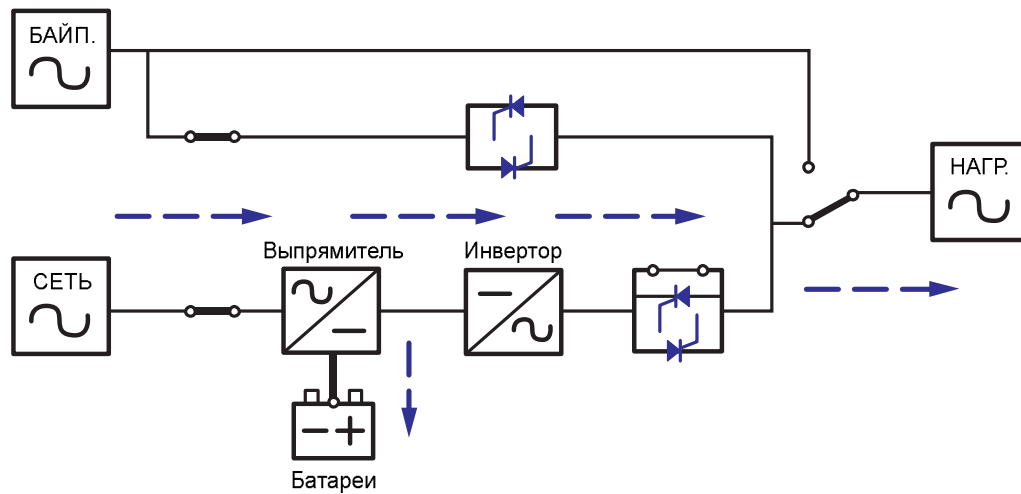 БАЙП.
НАГР.
Выпрямитель
Инвертор
СЕТЬ
Батареи